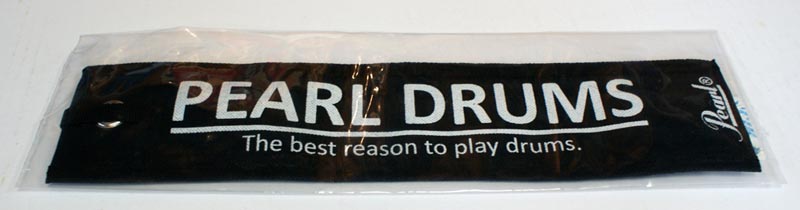 PEARL DRUMS
The best reason to play drums.
Pearl®